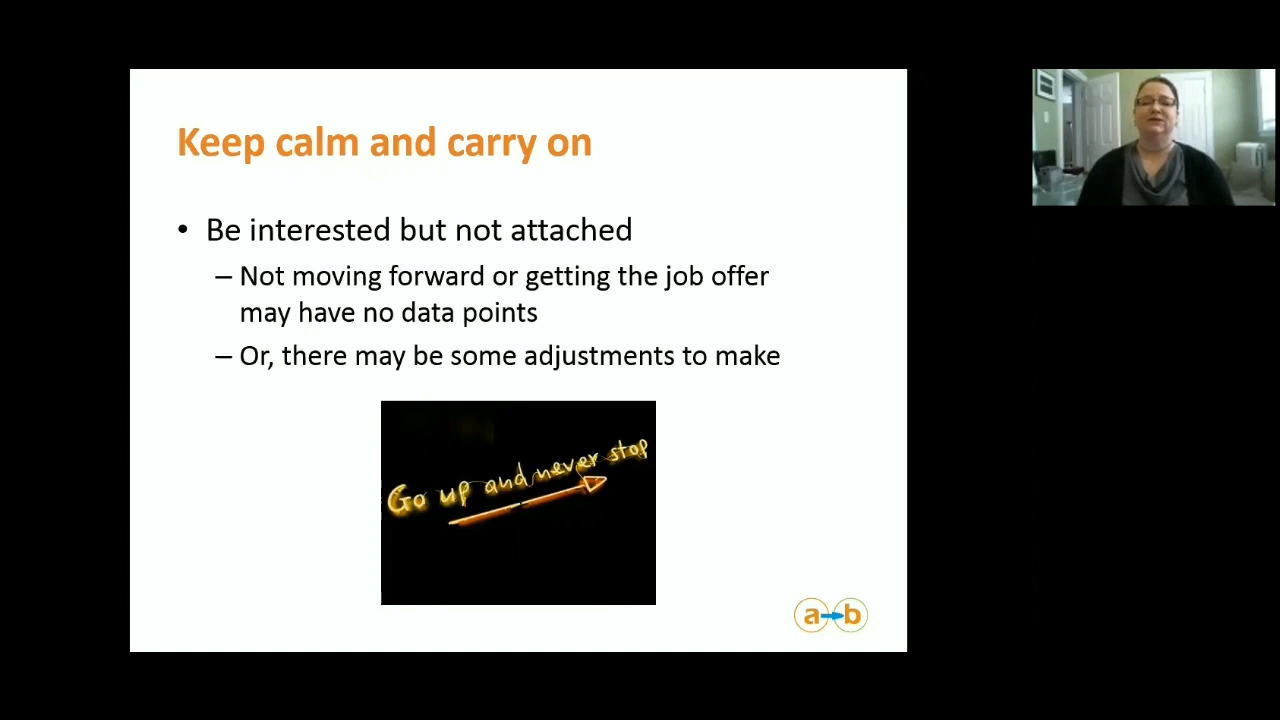 Keep calm and carry on
• Be interested but not attached
– Not moving forward or getting the job offer
may have no data points
– Or, there may be some adjustments to make
Go up and never stop
a b